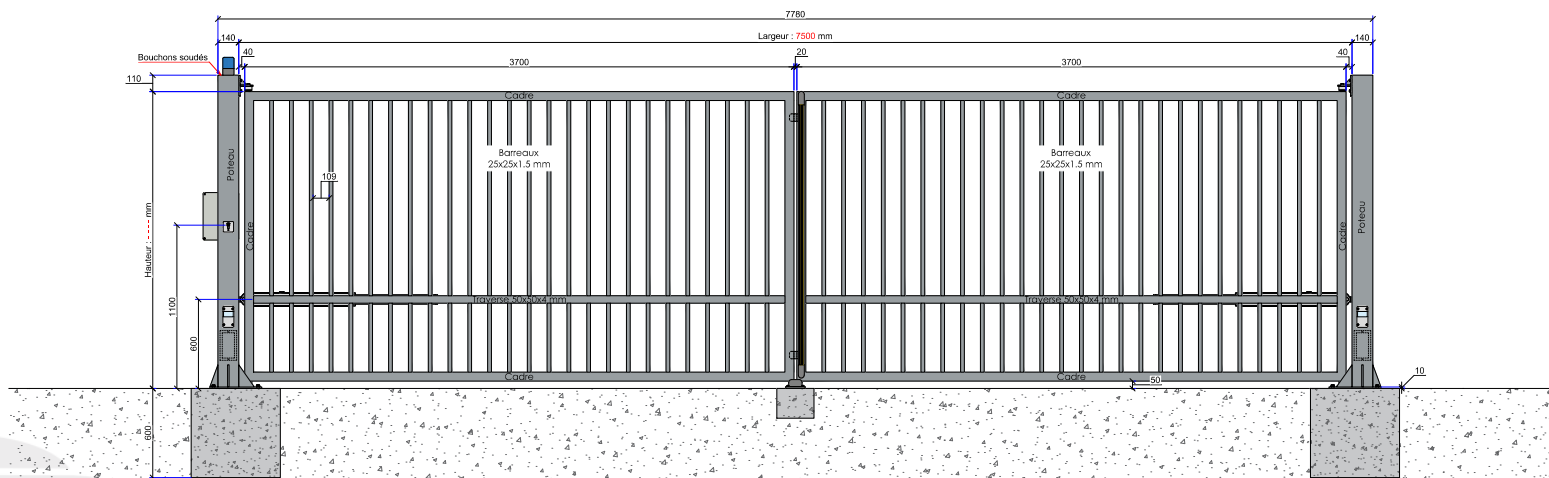 7780
140
Largeur : 7500 mm
140
Bouchons soudés
40
20
40
3700
3700
110
Cadre
Cadre
Barreaux
25x25x1.5 mm
Barreaux
25x25x1.5 mm
Poteau
109
Poteau
Cadre
Cadre
Hauteur : ---- mm
1100
600
Traverse 50x50x4 mm
Traverse 50x50x4 mm
Cadre
Cadre
50
10
600